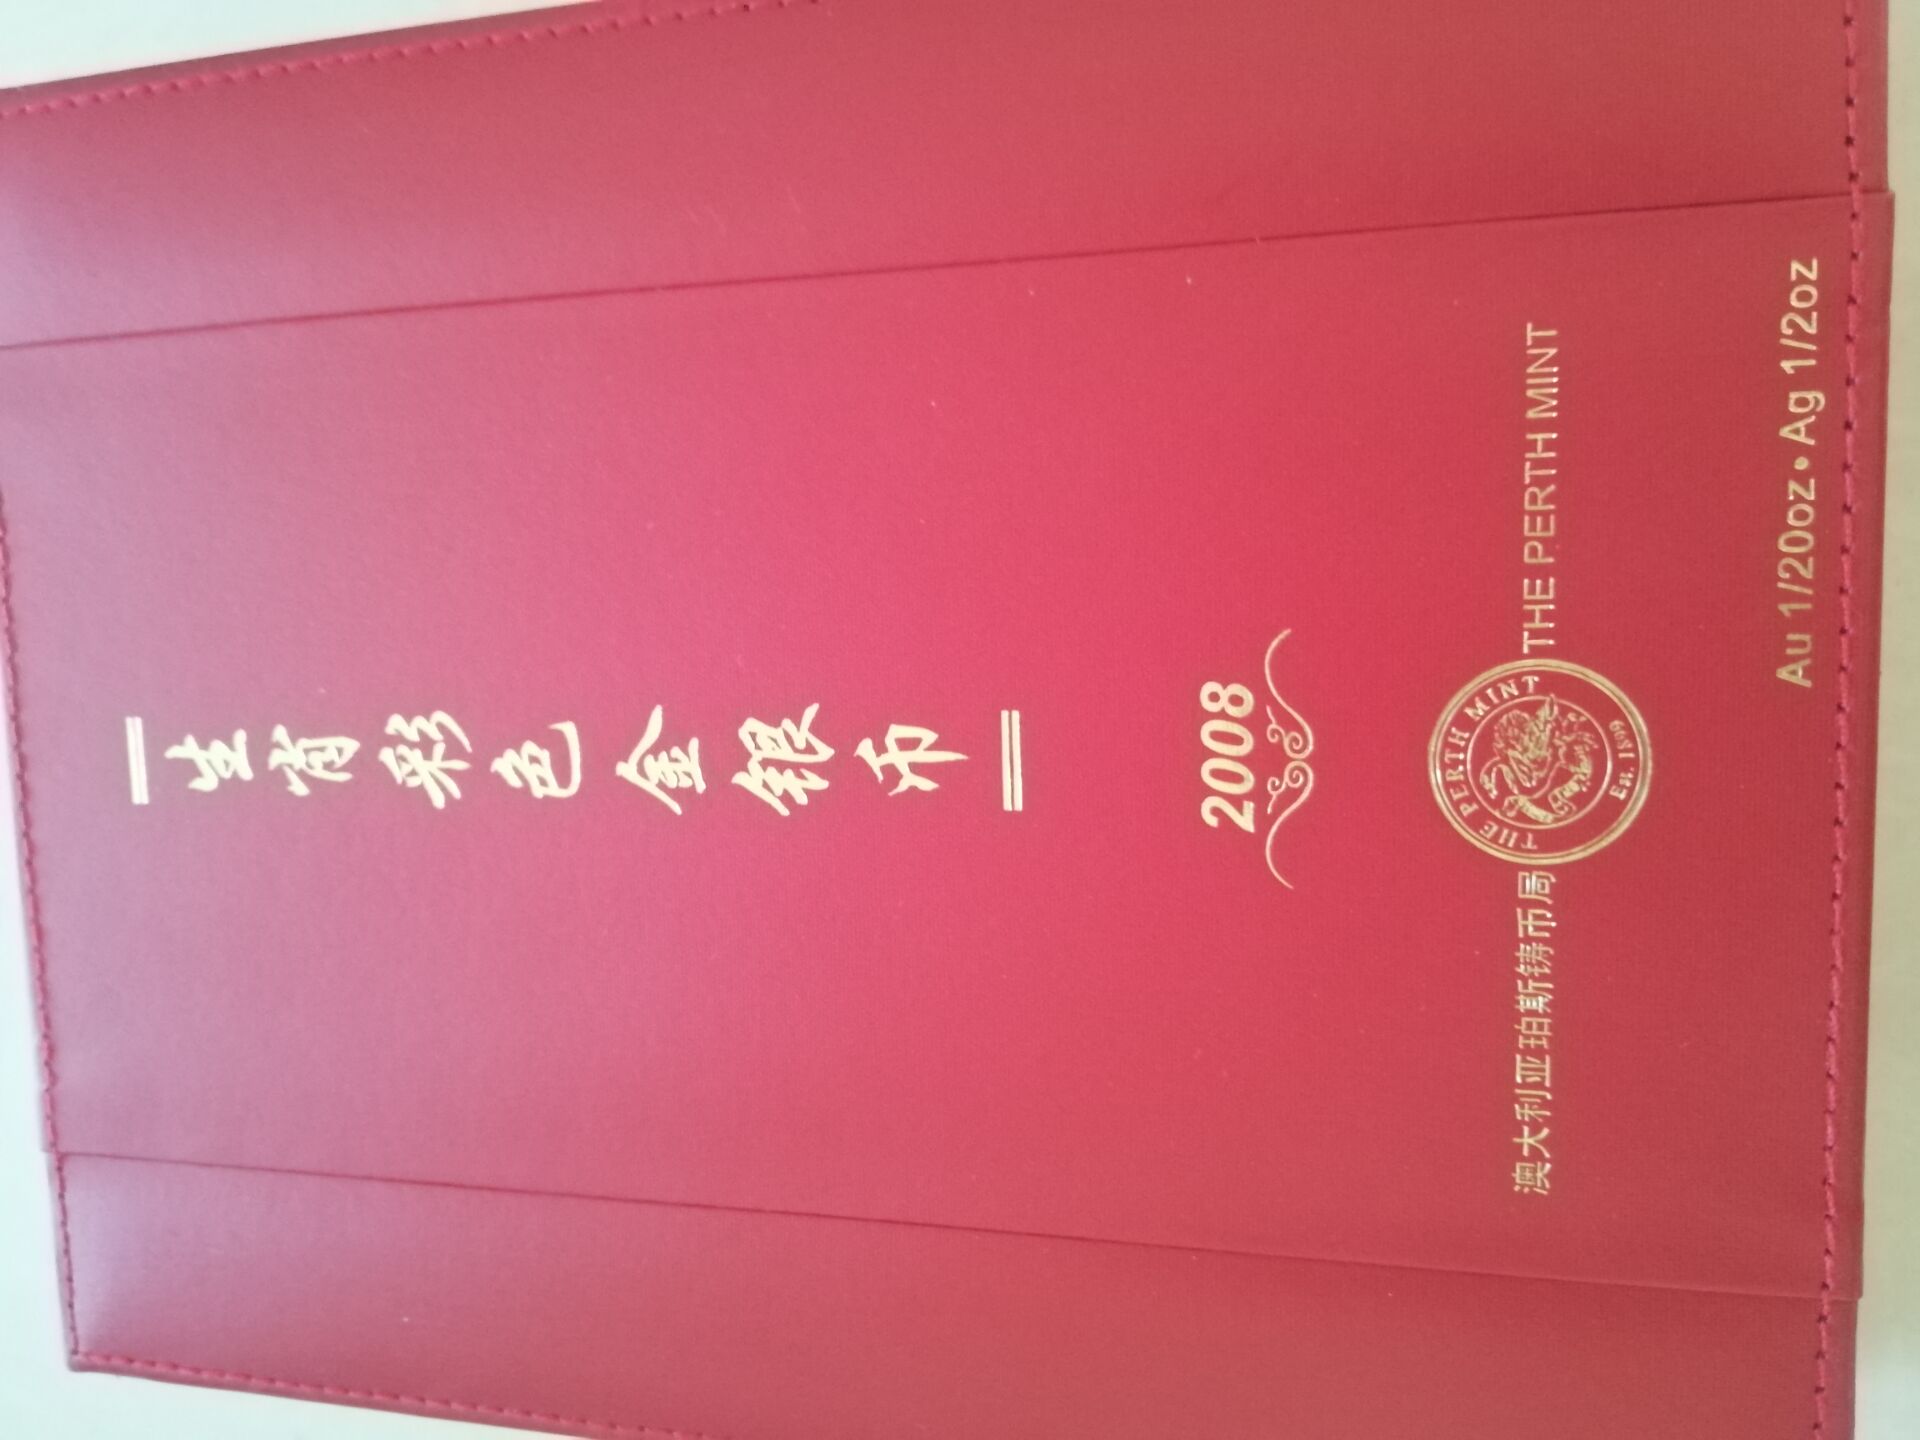 生肖彩色金银币
2008
澳大利亚珀斯铸币局
THE PERTH MINT
EST. 1899
THE PERTH MINT
Au 1/20oz•Ag 1/2oz